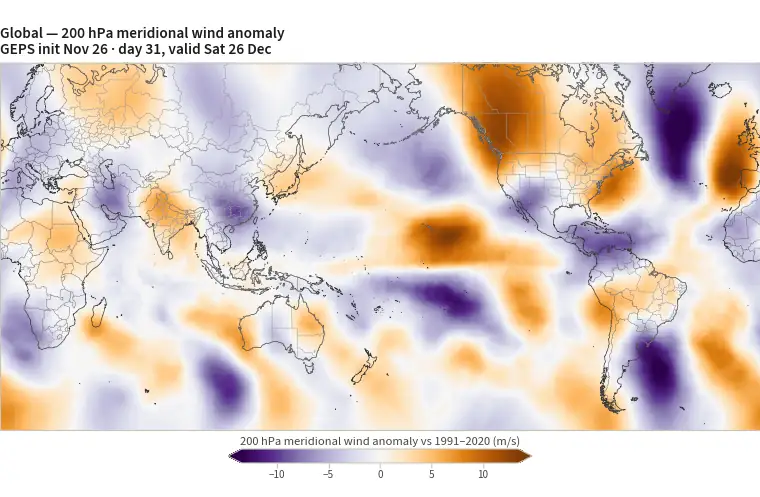 Global — 200 hPa meridional wind anomaly
GEPS init Nov 26 · day 31, valid Sat 26 Dec
200 hPa meridional wind anomaly vs 1991–2020 (m/s)
−10 −5 0 5 10